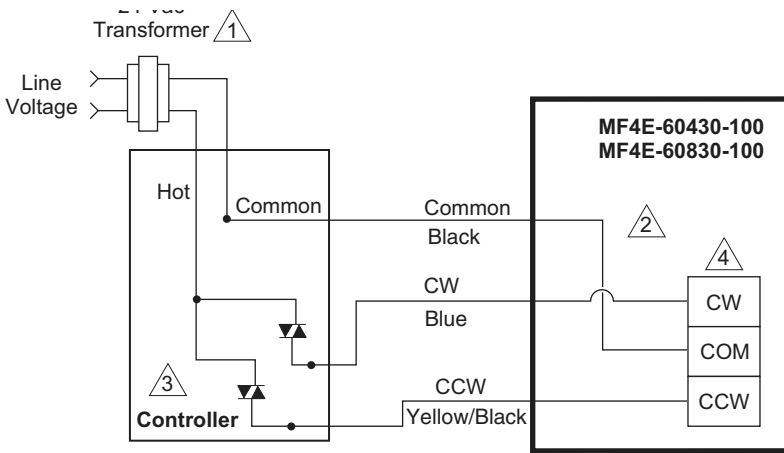 Transformer 1
Line
Voltage
MF4E-60430-100
MF4E-60830-100
Hot
Common
Common
Black
2
4
CW
Blue
CW
COM
3
Controller
CCW
Yellow/Black
CCW